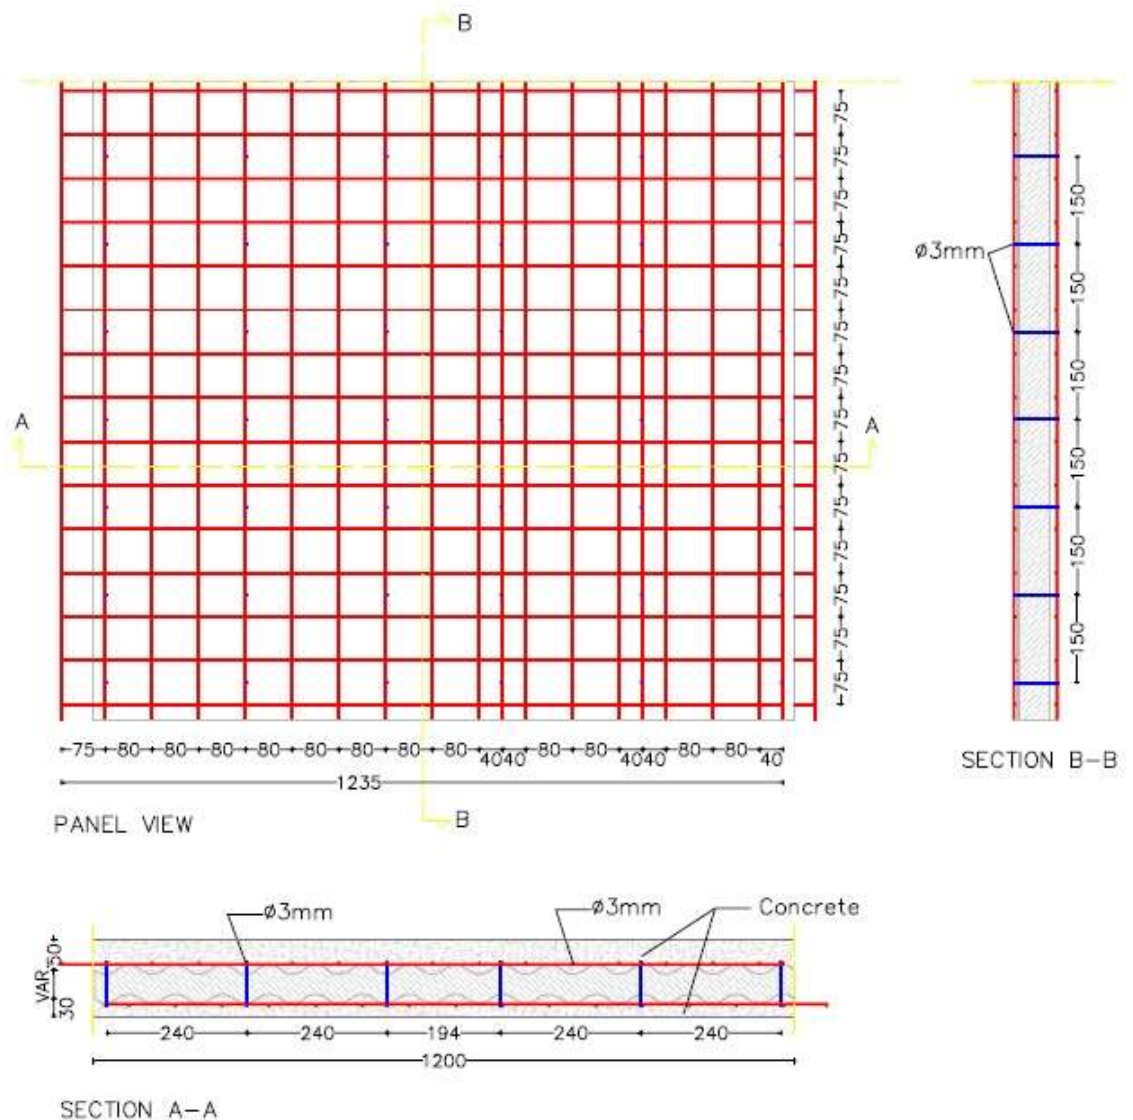 B
A
A
75 75 75 75 75 75 75 75 75 75 75 75 75 75
75 80 80 80 80 80 80 80 80 40 40 80 80 40 40 80 80 40
1235
B
PANEL VIEW
Ø3mm
150 150 150 150 150 150
SECTION B-B
Ø3mm
Ø3mm
Concrete
50
VAR
30
240 240 194 240 240
1200
SECTION A-A